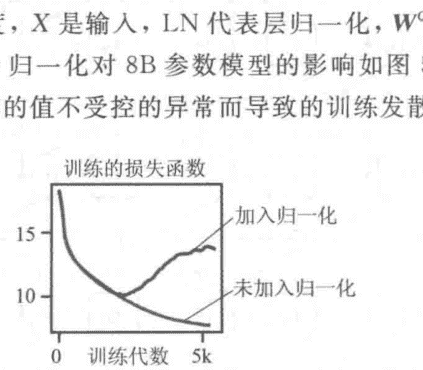 ，X 是输入，LN 代表层归一化，W
归一化对 8B 参数模型的影响如图
的值不受控的异常而导致的训练发散
训练的损失函数
15
加入归一化
10
未加入归一化
0 训练代数 5k